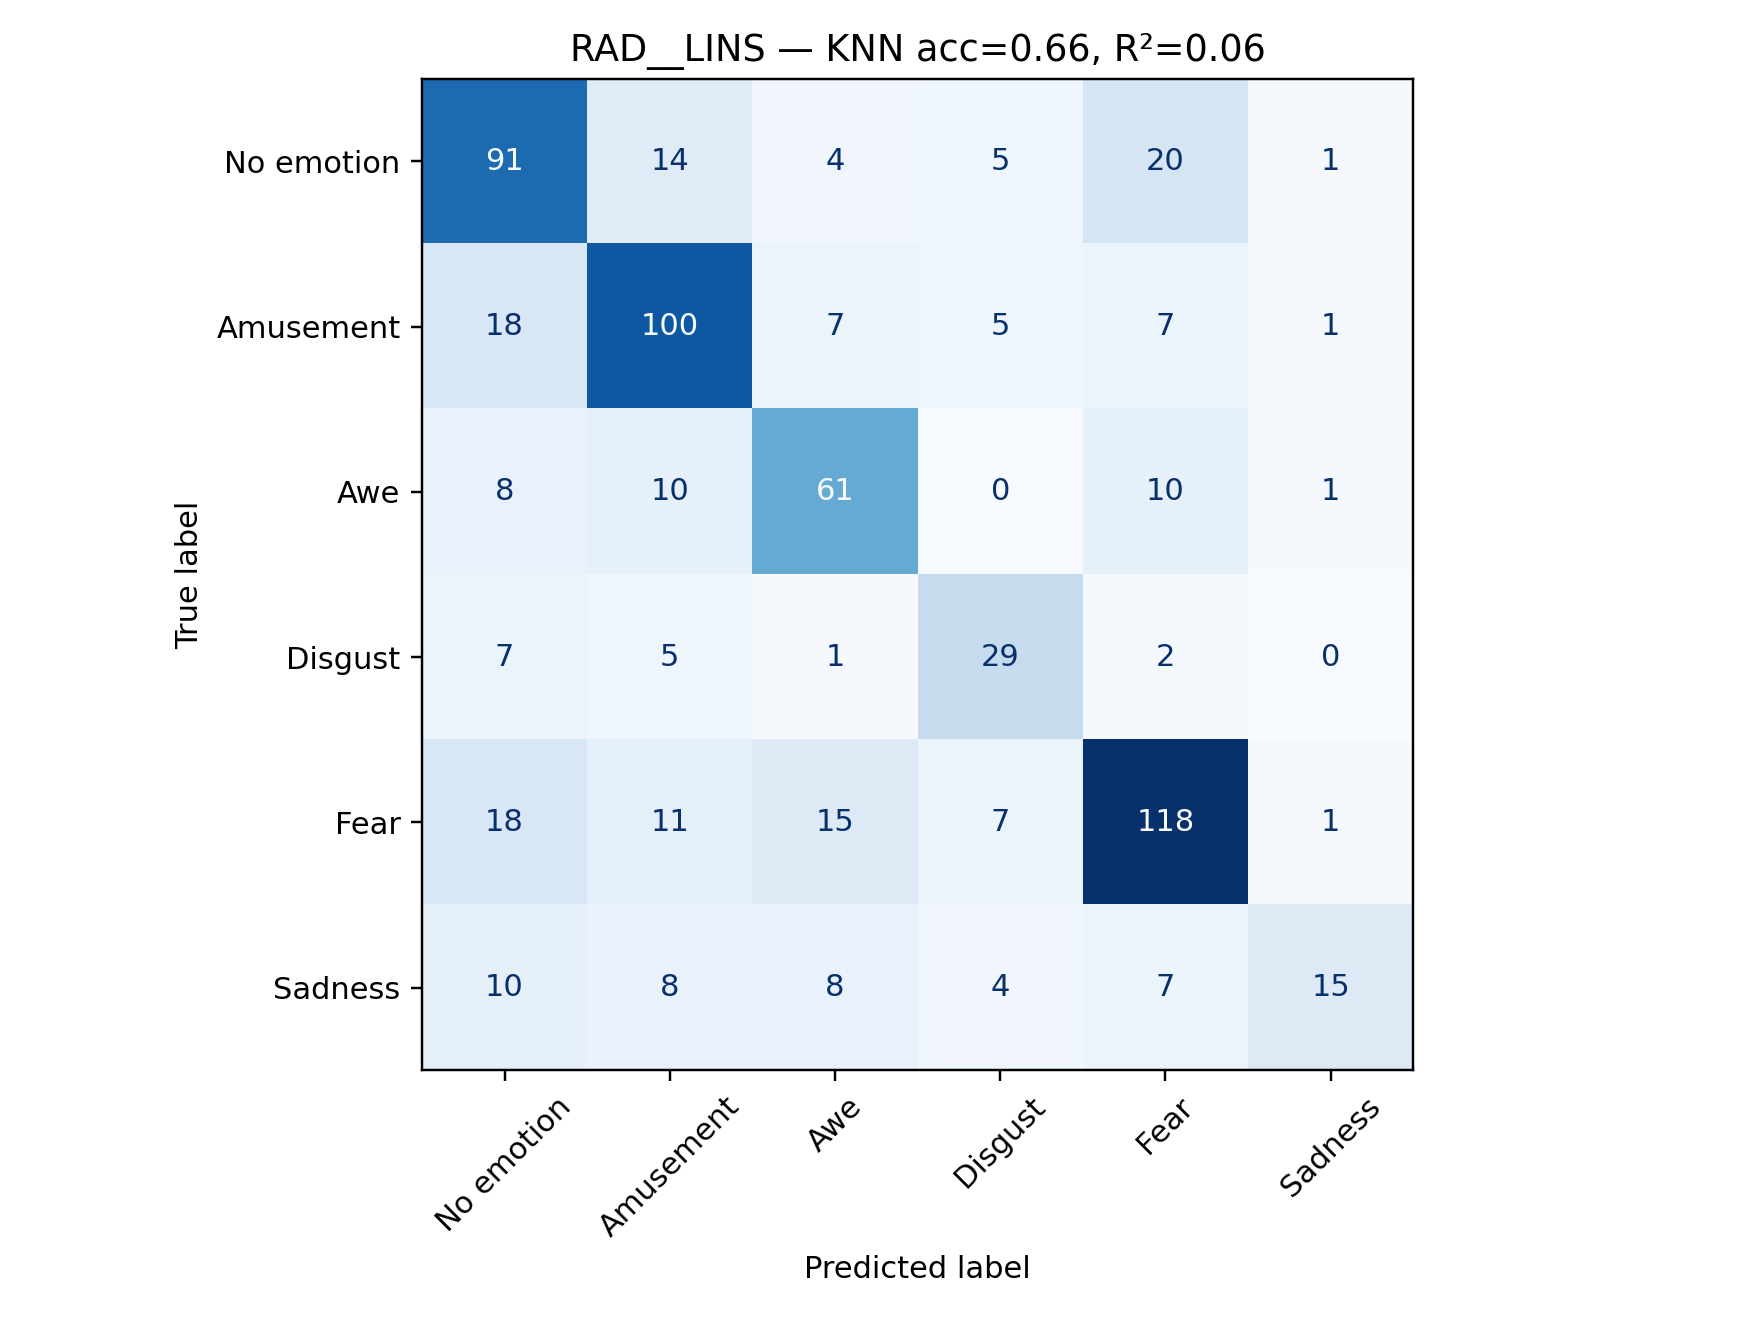 RAD__LINS — KNN acc=0.66, R²=0.06
No emotion 91 14 4 5 20 1
Amusement 18 100 7 5 7 1
Awe 8 10 61 0 10 1
Disgust 7 5 1 29 2 0
Fear 18 11 15 7 118 1
Sadness 10 8 8 4 7 15
True label
No emotion Amusement Awe Disgust Fear Sadness
Predicted label